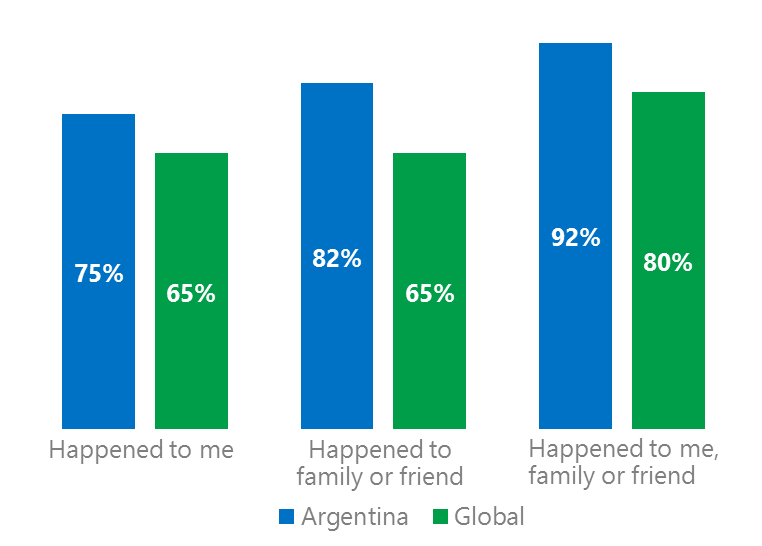 92%
82%
80%
75%
65%
65%
Happened to me
Happened to
family or friend
Happened to me,
family or friend
Argentina
Global